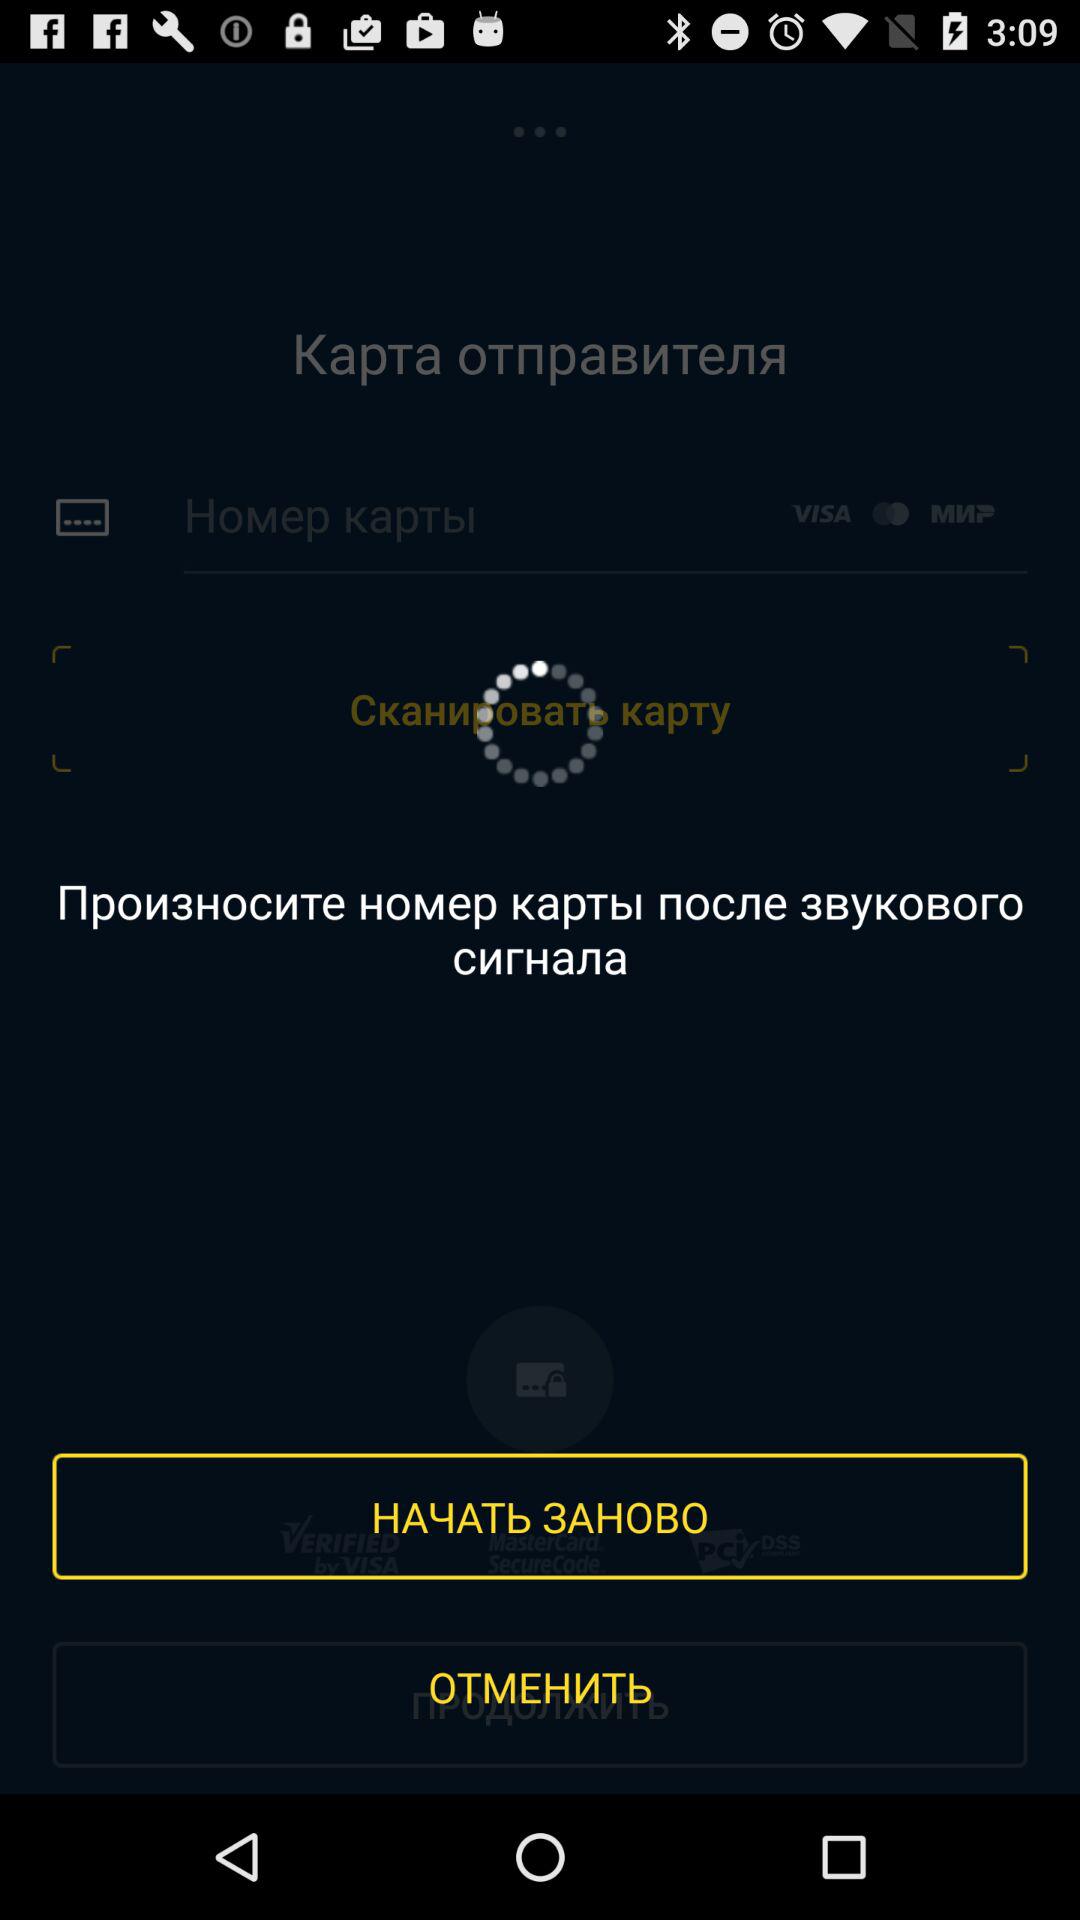 3:09
Карта отправителя
Номер карты VISA МИР
Сканировать карту
Произносите номер карты после звукового
сигнала
НАЧАТЬ ЗАНОВО
VERIFIED
by VISA
MasterCard
SecureCode
PCI DSS
ОТМЕНИТЬ
ПРОДОЛЖИТЬ